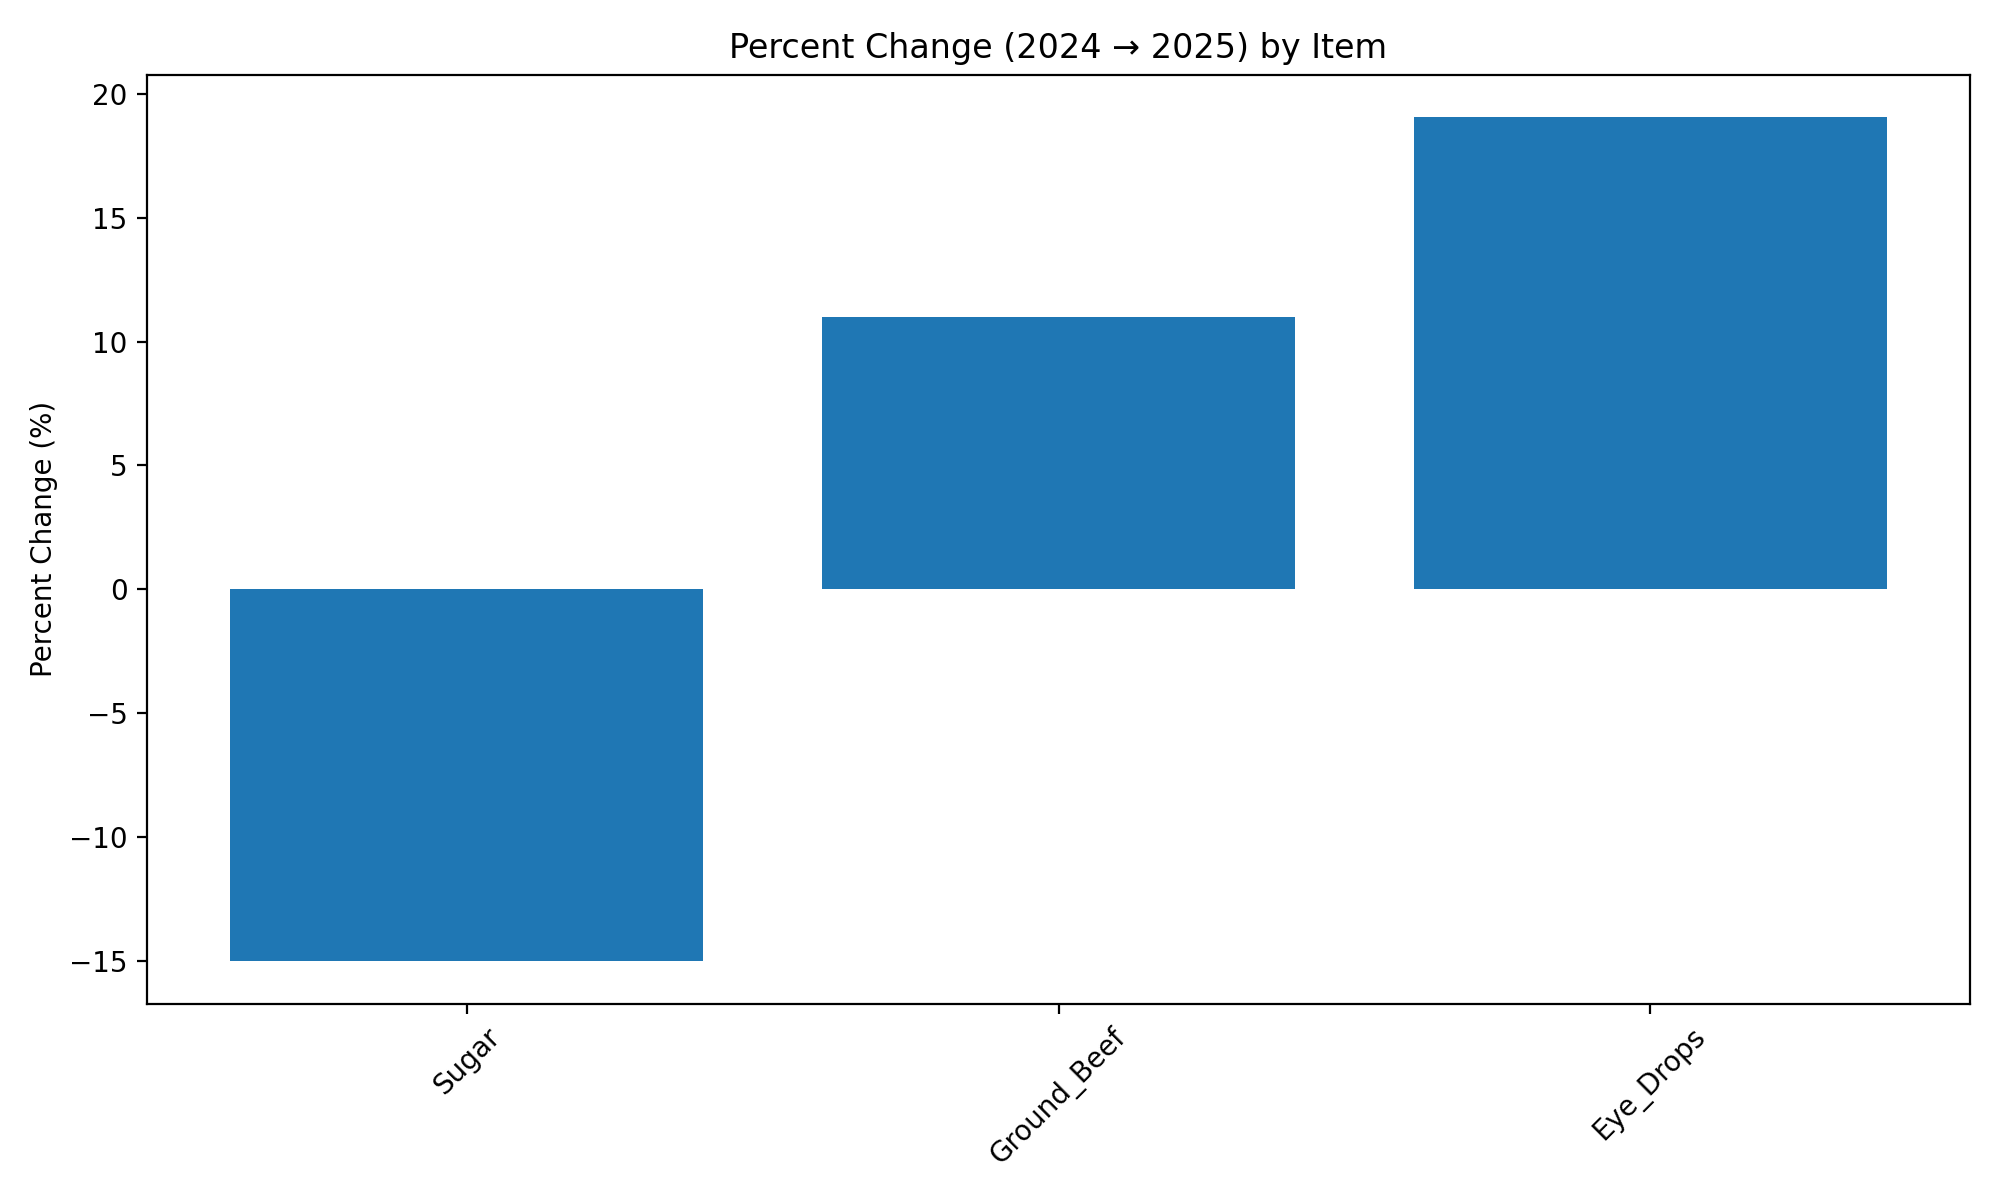 Percent Change (2024 → 2025) by Item
Percent Change (%)
20
15
10
5
0
−5
−10
−15
Sugar
Ground_Beef
Eye_Drops